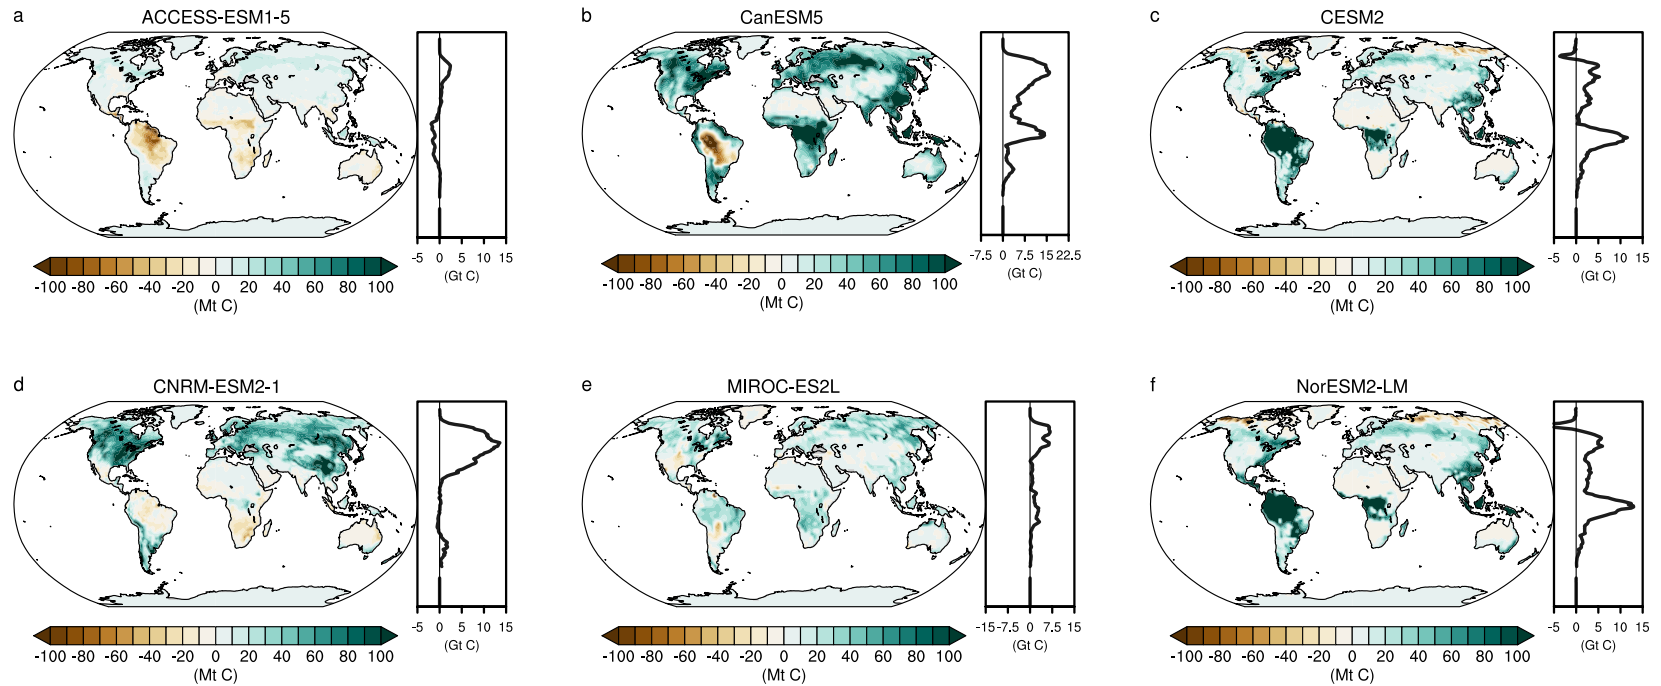 a ACCESS-ESM1-5
b CanESM5
c CESM2
-5 0 5 10 15
(Gt C)
-7.5 0 7.5 15 22.5
(Gt C)
-5 0 5 10 15
(Gt C)
-100 -80 -60 -40 -20 0 20 40 60 80 100
(Mt C)
-100 -80 -60 -40 -20 0 20 40 60 80 100
(Mt C)
-100 -80 -60 -40 -20 0 20 40 60 80 100
(Mt C)
d CNRM-ESM2-1
e MIROC-ES2L
f NorESM2-LM
-5 0 5 10 15
(Gt C)
-15 -7.5 0 7.5 15
(Gt C)
-5 0 5 10 15
(Gt C)
-100 -80 -60 -40 -20 0 20 40 60 80 100
(Mt C)
-100 -80 -60 -40 -20 0 20 40 60 80 100
(Mt C)
-100 -80 -60 -40 -20 0 20 40 60 80 100
(Mt C)